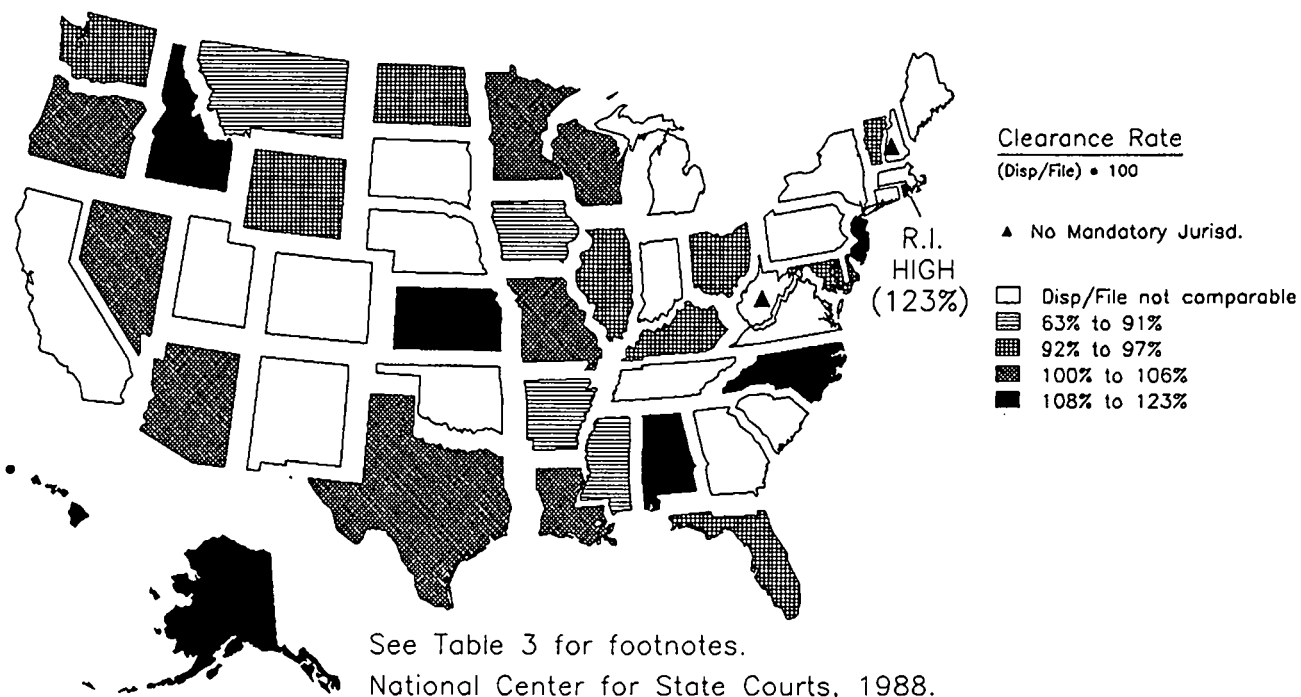 Clearance Rate
(Disp/File) • 100
▲ No Mandatory Jurisd.
Disp/File not comparable
63% to 91%
92% to 97%
100% to 106%
108% to 123%
R.I.
HIGH
(123%)
See Table 3 for footnotes.
National Center for State Courts, 1988.